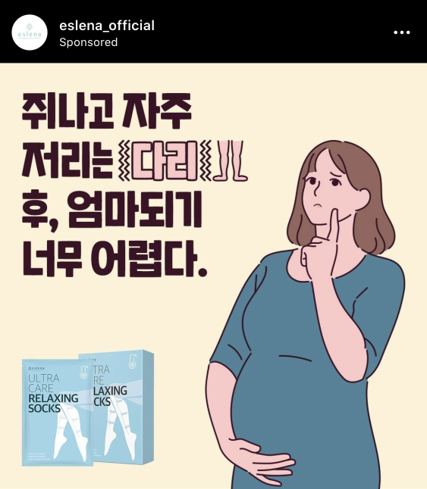 eslena
eslena_official
Sponsored
쥐나고 자주
저리는 다리
후, 엄마되기
너무 어렵다.
ULTRA
CARE
RELAXING
SOCKS
TRA
RE
LAXING
CKS